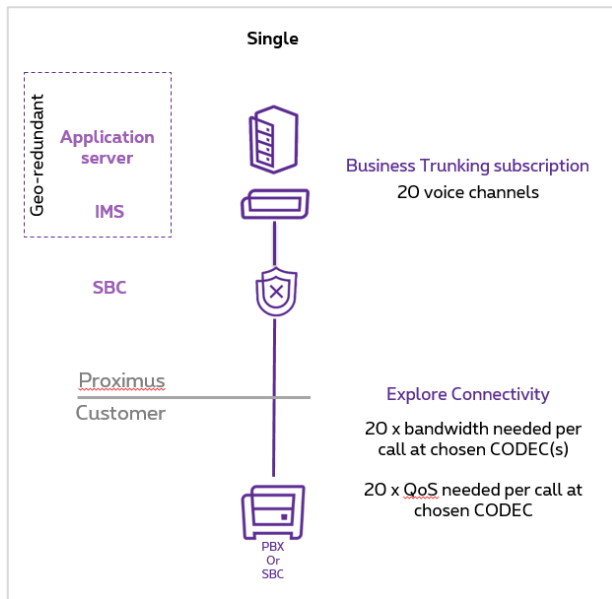 Single
Geo-redundant
Application
server
IMS
SBC
Business Trunking subscription
20 voice channels
Proximus
Customer
Explore Connectivity
20 x bandwidth needed per
call at chosen CODEC(s)
20 x QoS needed per call at
chosen CODEC
PBX
Or
SBC